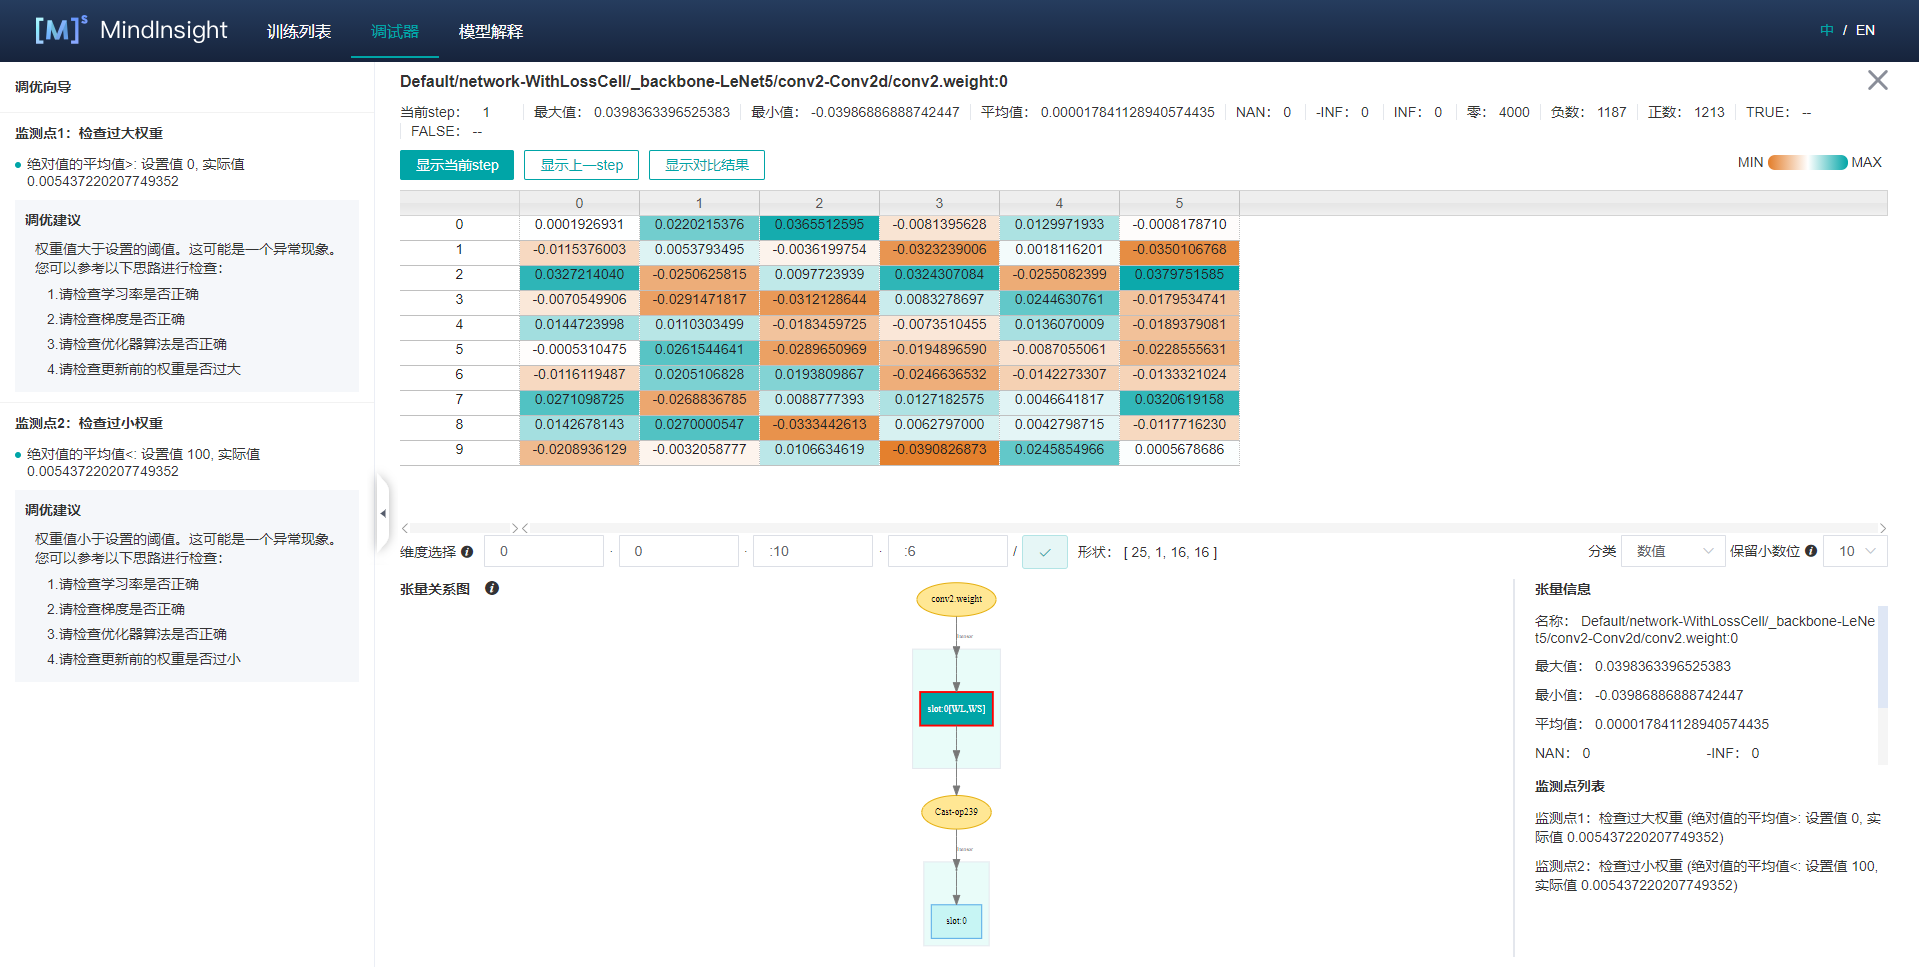 [M]s MindInsight 训练列表 调试器 模型解释 中 / EN
调优向导
监测点1：检查过大权重
绝对值的平均值>: 设置值 0, 实际值
0.005437220207749352
调优建议
权重值大于设置的阈值。这可能是一个异常现象。
您可以参考以下思路进行检查：
1.请检查学习率是否正确
2.请检查梯度是否正确
3.请检查优化器算法是否正确
4.请检查更新前的权重是否过大
监测点2：检查过小权重
绝对值的平均值<: 设置值 100, 实际值
0.005437220207749352
调优建议
权重值小于设置的阈值。这可能是一个异常现象。
您可以参考以下思路进行检查：
1.请检查学习率是否正确
2.请检查梯度是否正确
3.请检查优化器算法是否正确
4.请检查更新前的权重是否过小
Default/network-WithLossCell/_backbone-LeNet5/conv2-Conv2d/conv2.weight:0
当前step： 1 最大值： 0.0398363396525383 最小值： -0.03986886888742447 平均值： 0.000017841128940574435 NAN： 0 -INF： 0 INF： 0 零： 4000 负数： 1187 正数： 1213 TRUE： --
FALSE： --
显示当前step 显示上一step 显示对比结果 MIN MAX
0 1 2 3 4 5
0 0.0001926931 0.0220215376 0.0365512595 -0.0081395628 0.0129971933 -0.0008178710
1 -0.0115376003 0.0053793495 -0.0036199754 -0.0323239006 0.0018116201 -0.0350106768
2 0.0327214040 -0.0250625815 0.0097723939 0.0324307084 -0.0255082399 0.0379751585
3 -0.0070549906 -0.0291471817 -0.0312128644 0.0083278697 0.0244630761 -0.0179534741
4 0.0144723998 0.0110303499 -0.0183459725 -0.0073510455 0.0136070009 -0.0189379081
5 -0.0005310475 0.0261544641 -0.0289650969 -0.0194896590 -0.0087055061 -0.0228555631
6 -0.0116119487 0.0205106828 0.0193809867 -0.0246636532 -0.0142273307 -0.0133321024
7 0.0271098725 -0.0268836785 0.0088777393 0.0127182575 0.0046641817 0.0320619158
8 0.0142678143 0.0270000547 -0.0333442613 0.0062797000 0.0042798715 -0.0117716230
9 -0.0208936129 -0.0032058777 0.0106634619 -0.0390826873 0.0245854966 0.0005678686
维度选择 0 · 0 · :10 · :6 / 形状： [ 25, 1, 16, 16 ] 分类 数值 保留小数位 10
张量关系图
conv2.weight
slot:0[WL,WS]
Cast-op239
slot:0
张量信息
名称： Default/network-WithLossCell/_backbone-LeNe
t5/conv2-Conv2d/conv2.weight:0
最大值： 0.0398363396525383
最小值： -0.03986886888742447
平均值： 0.000017841128940574435
NAN： 0 -INF： 0
监测点列表
监测点1：检查过大权重 (绝对值的平均值>: 设置值 0, 实
际值 0.005437220207749352)
监测点2：检查过小权重 (绝对值的平均值<: 设置值 100,
实际值 0.005437220207749352)